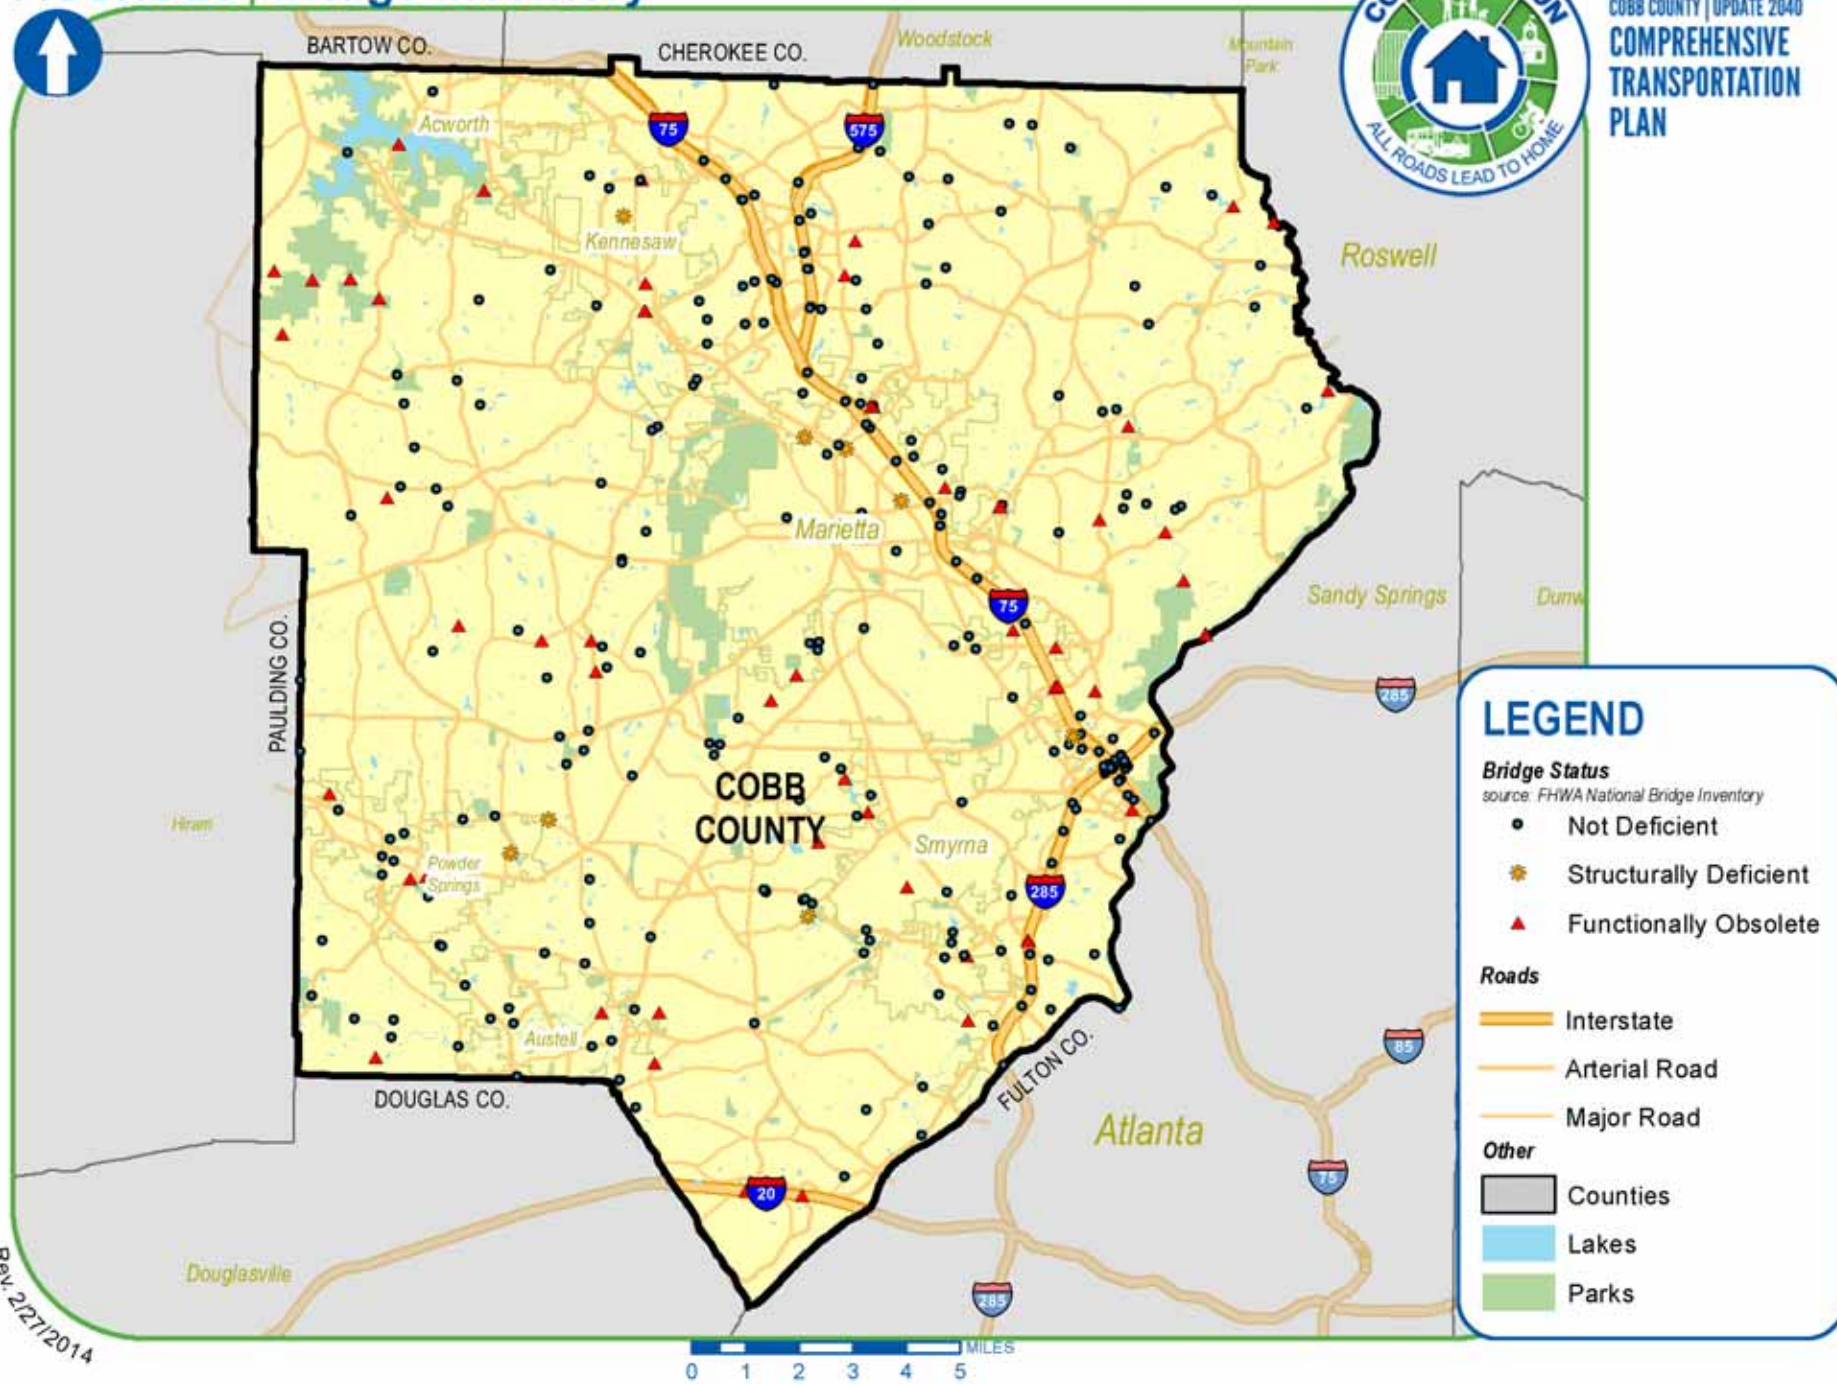 COBB COUNTY | UPDATE 2040
COMPREHENSIVE
TRANSPORTATION
PLAN
ALL ROADS LEAD TO HOME
BARTOW CO.
CHEROKEE CO.
Woodstock
Mountain
Park
Acworth
75
575
Kennesaw
Roswell
Marietta
75
Sandy Springs
PAULDING CO.
285
COBB
COUNTY
Hiram
Smyrna
Powder
Springs
285
Austell
DOUGLAS CO.
FULTON CO.
85
Atlanta
75
20
Douglasville
285
Rev. 2/27/2014
0 1 2 3 4 5 MILES
LEGEND
Bridge Status
source: FHWA National Bridge Inventory
Not Deficient
Structurally Deficient
Functionally Obsolete
Roads
Interstate
Arterial Road
Major Road
Other
Counties
Lakes
Parks